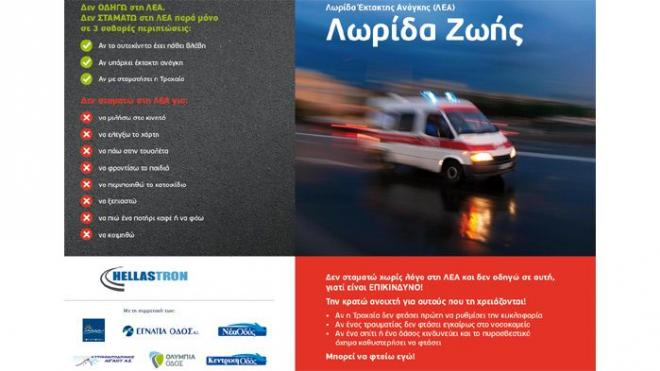 Δεν ΟΔΗΓΩ στη ΛΕΑ.
Δεν ΣΤΑΜΑΤΩ στη ΛΕΑ παρά μόνο
σε 3 σοβαρές περιπτώσεις:
Αν το αυτοκίνητο έχει πάθει βλάβη
Αν υπάρχει έκτακτη ανάγκη
Αν με σταματήσει η Τροχαία
Δεν σταματώ στη ΛΕΑ για:
να μιλήσω στο κινητό
να ελέγξω το χάρτη
να πάω στην τουαλέτα
να φροντίσω τα παιδιά
να περιποιηθώ το κατοικίδιο
να ξεπιαστώ
να πιώ ένα ποτήρι καφέ ή να φάω
να κοιμηθώ
HELLASTRON
Με τη συμμετοχή των:
ΕΓΝΑΤΙΑ ΟΔΟΣ Α.Ε.
ΝέαΟδός
ΟΛΥΜΠΙΑ
ΟΔΟΣ
ΚεντρικήΟδός
Λωρίδα Έκτακτης Ανάγκης (ΛΕΑ)
Λωρίδα Ζωής
Δεν σταματώ χωρίς λόγο στη ΛΕΑ και δεν οδηγώ σε αυτή,
γιατί είναι ΕΠΙΚΙΝΔΥΝΟ!
Την κρατώ ανοιχτή για αυτούς που τη χρειάζονται!
• Αν η Τροχαία δεν φτάσει πρώτη να ρυθμίσει την κυκλοφορία
• Αν ένας τραυματίας δεν φτάσει εγκαίρως στο νοσοκομείο
• Αν ένα σπίτι ή ένα δάσος κινδυνεύει και το πυροσβεστικό
όχημα καθυστερήσει να φτάσει
Μπορεί να φταίω εγώ!